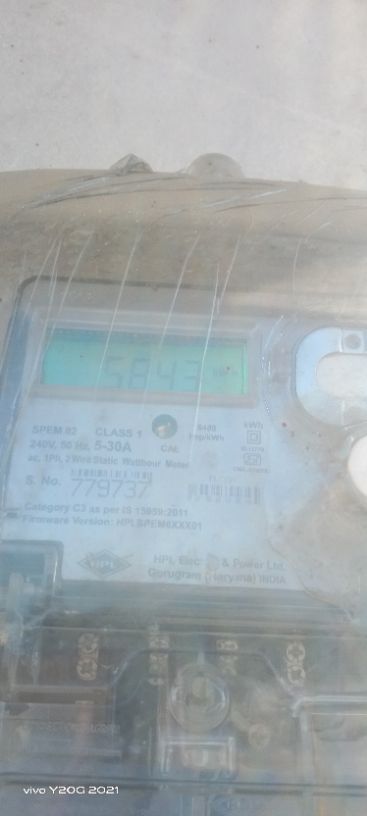 5843
SPEM 02 CLASS 1
6400 imp/kWh
kWh
240V, 50 Hz, 5-30A
CAL
ac, 1Ph, 2 Wire Static Watthour Meter
S. No. 779737
Category C3 as per IS 15959:2011
Firmware Version:
HPL
HPL Elec & Power Ltd.
Gurugram (Haryana) INDIA
vivo Y20G 2021